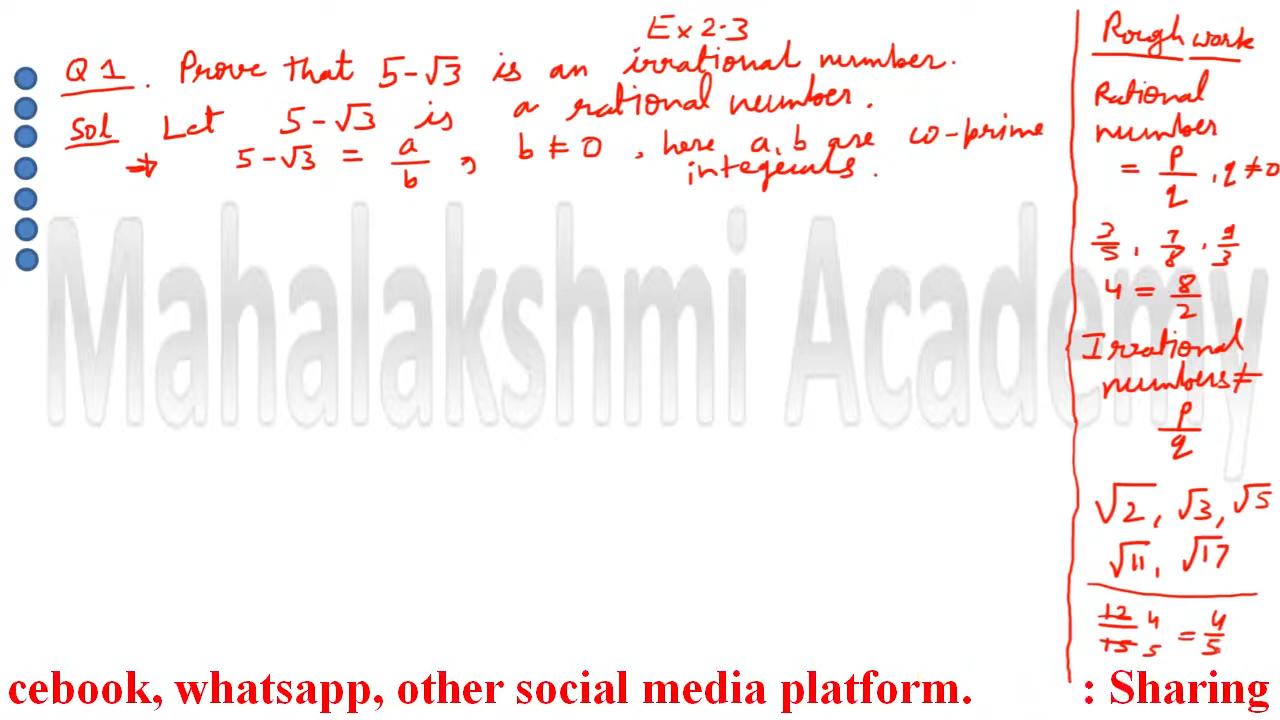 Ex 2.3
Q 1. Prove that 5-√3 is an irrational number.
Sol Let 5-√3 is a rational number.
⇒ 5-√3 = a/b, b ≠ 0, here a, b are co-prime
integerals.
Rough work
Rational
number
= p/q, q ≠ 0
3/5, 7/8, 9/3
4 = 8/2
Irrational
numbers ≠
p/q
√2, √3, √5
√11, √17
12/15 4/5 = 4/5
Mahalakshmi Academy
cebook, whatsapp, other social media platform. : Sharing